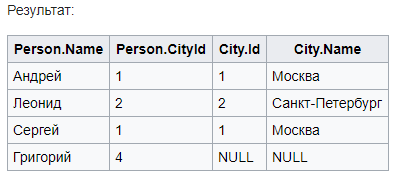 Результат:
Person.Name Person.CityId City.Id City.Name
Андрей 1 1 Москва
Леонид 2 2 Санкт-Петербург
Сергей 1 1 Москва
Григорий 4 NULL NULL